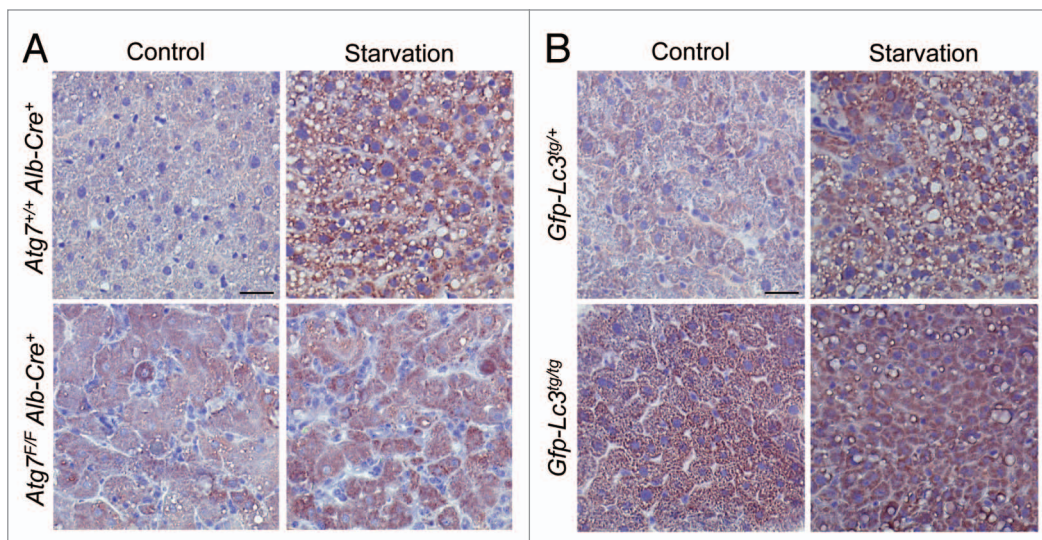 A
Control
Starvation
Atg7+/+ Alb-Cre+
Atg7F/F Alb-Cre+
B
Control
Starvation
Gfp-Lc3tg/+
Gfp-Lc3tg/tg